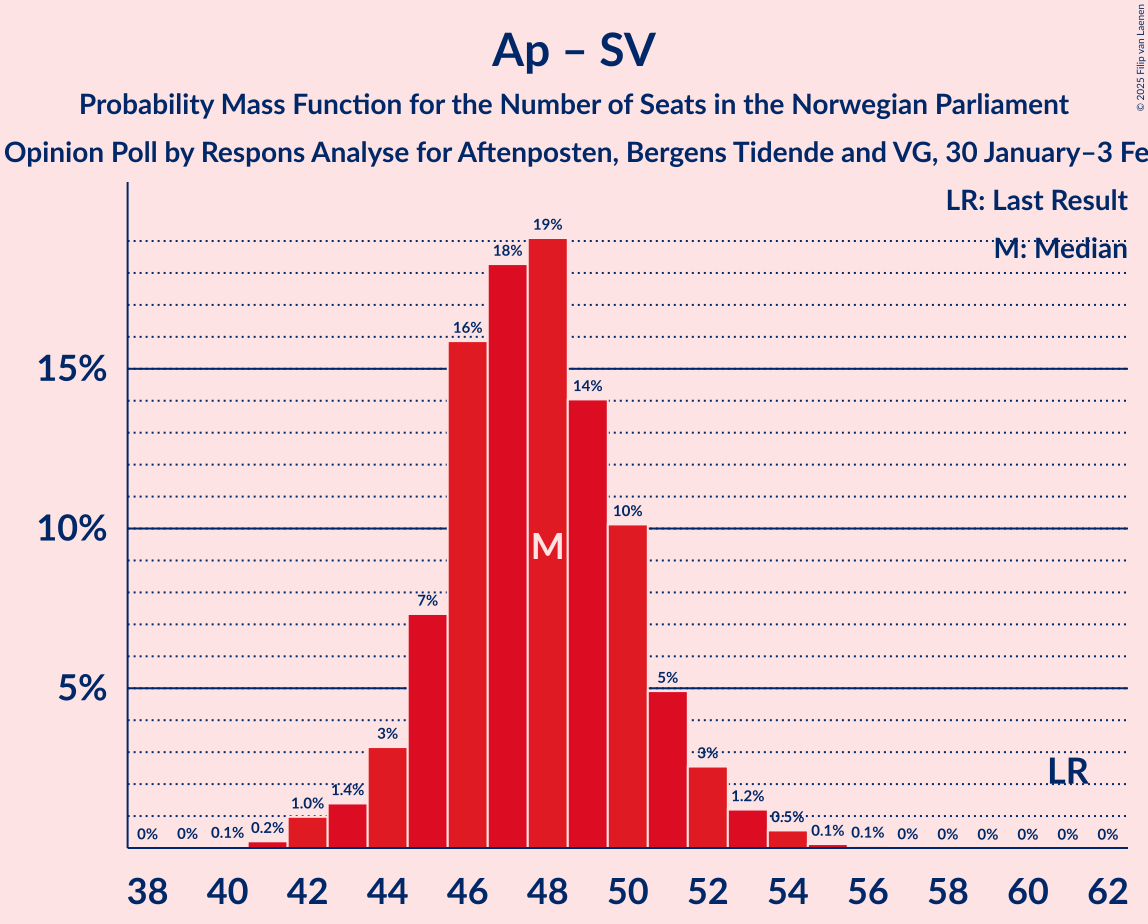 Ap – SV
Probability Mass Function for the Number of Seats in the Norwegian Parliament
Opinion Poll by Respons Analyse for Aftenposten, Bergens Tidende and VG, 30 January–3 Fe
© 2025 Filip van Laenen
LR: Last Result
M: Median
15%
10%
5%
0% 0% 0.1% 0.2% 1.0% 1.4% 3% 7% 16% 18% 19% 14% 10% 5% 3% 1.2% 0.5% 0.1% 0.1% 0% 0% 0% 0% 0% 0%
M
LR
38 40 42 44 46 48 50 52 54 56 58 60 62